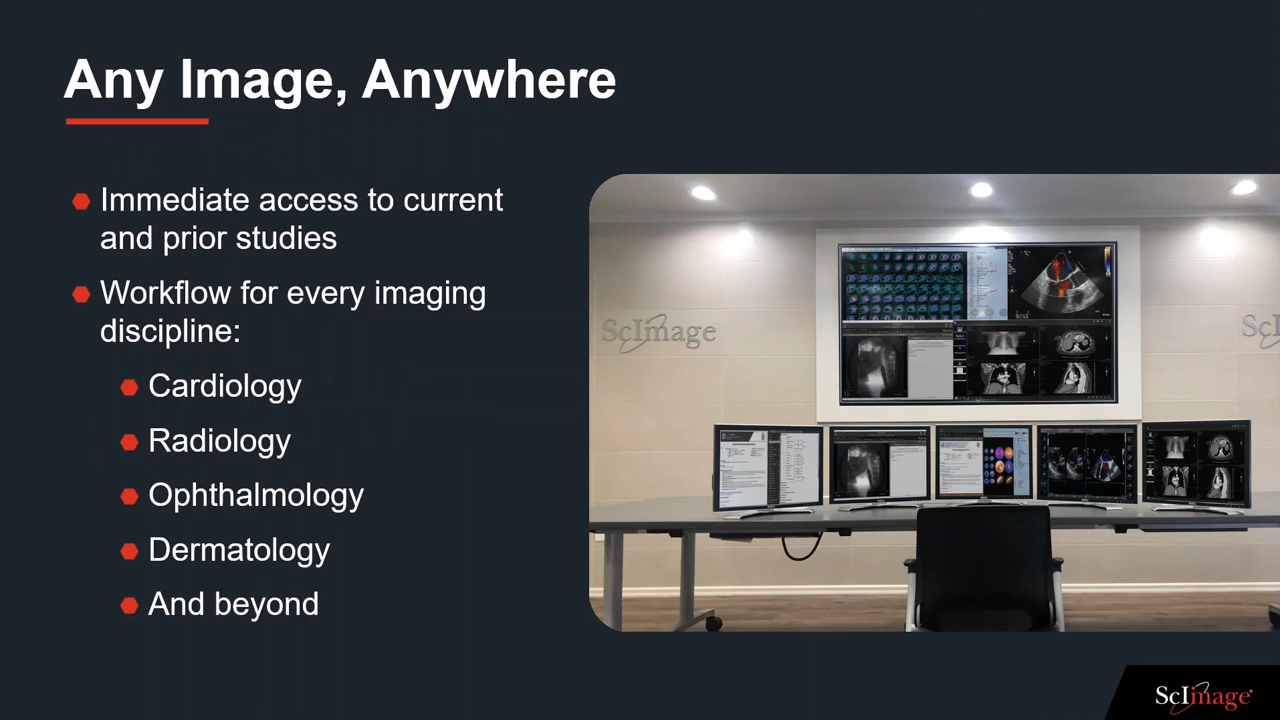 Any Image, Anywhere
Immediate access to current
and prior studies
Workflow for every imaging
discipline:
Cardiology
Radiology
Ophthalmology
Dermatology
And beyond
ScImage
ScImage